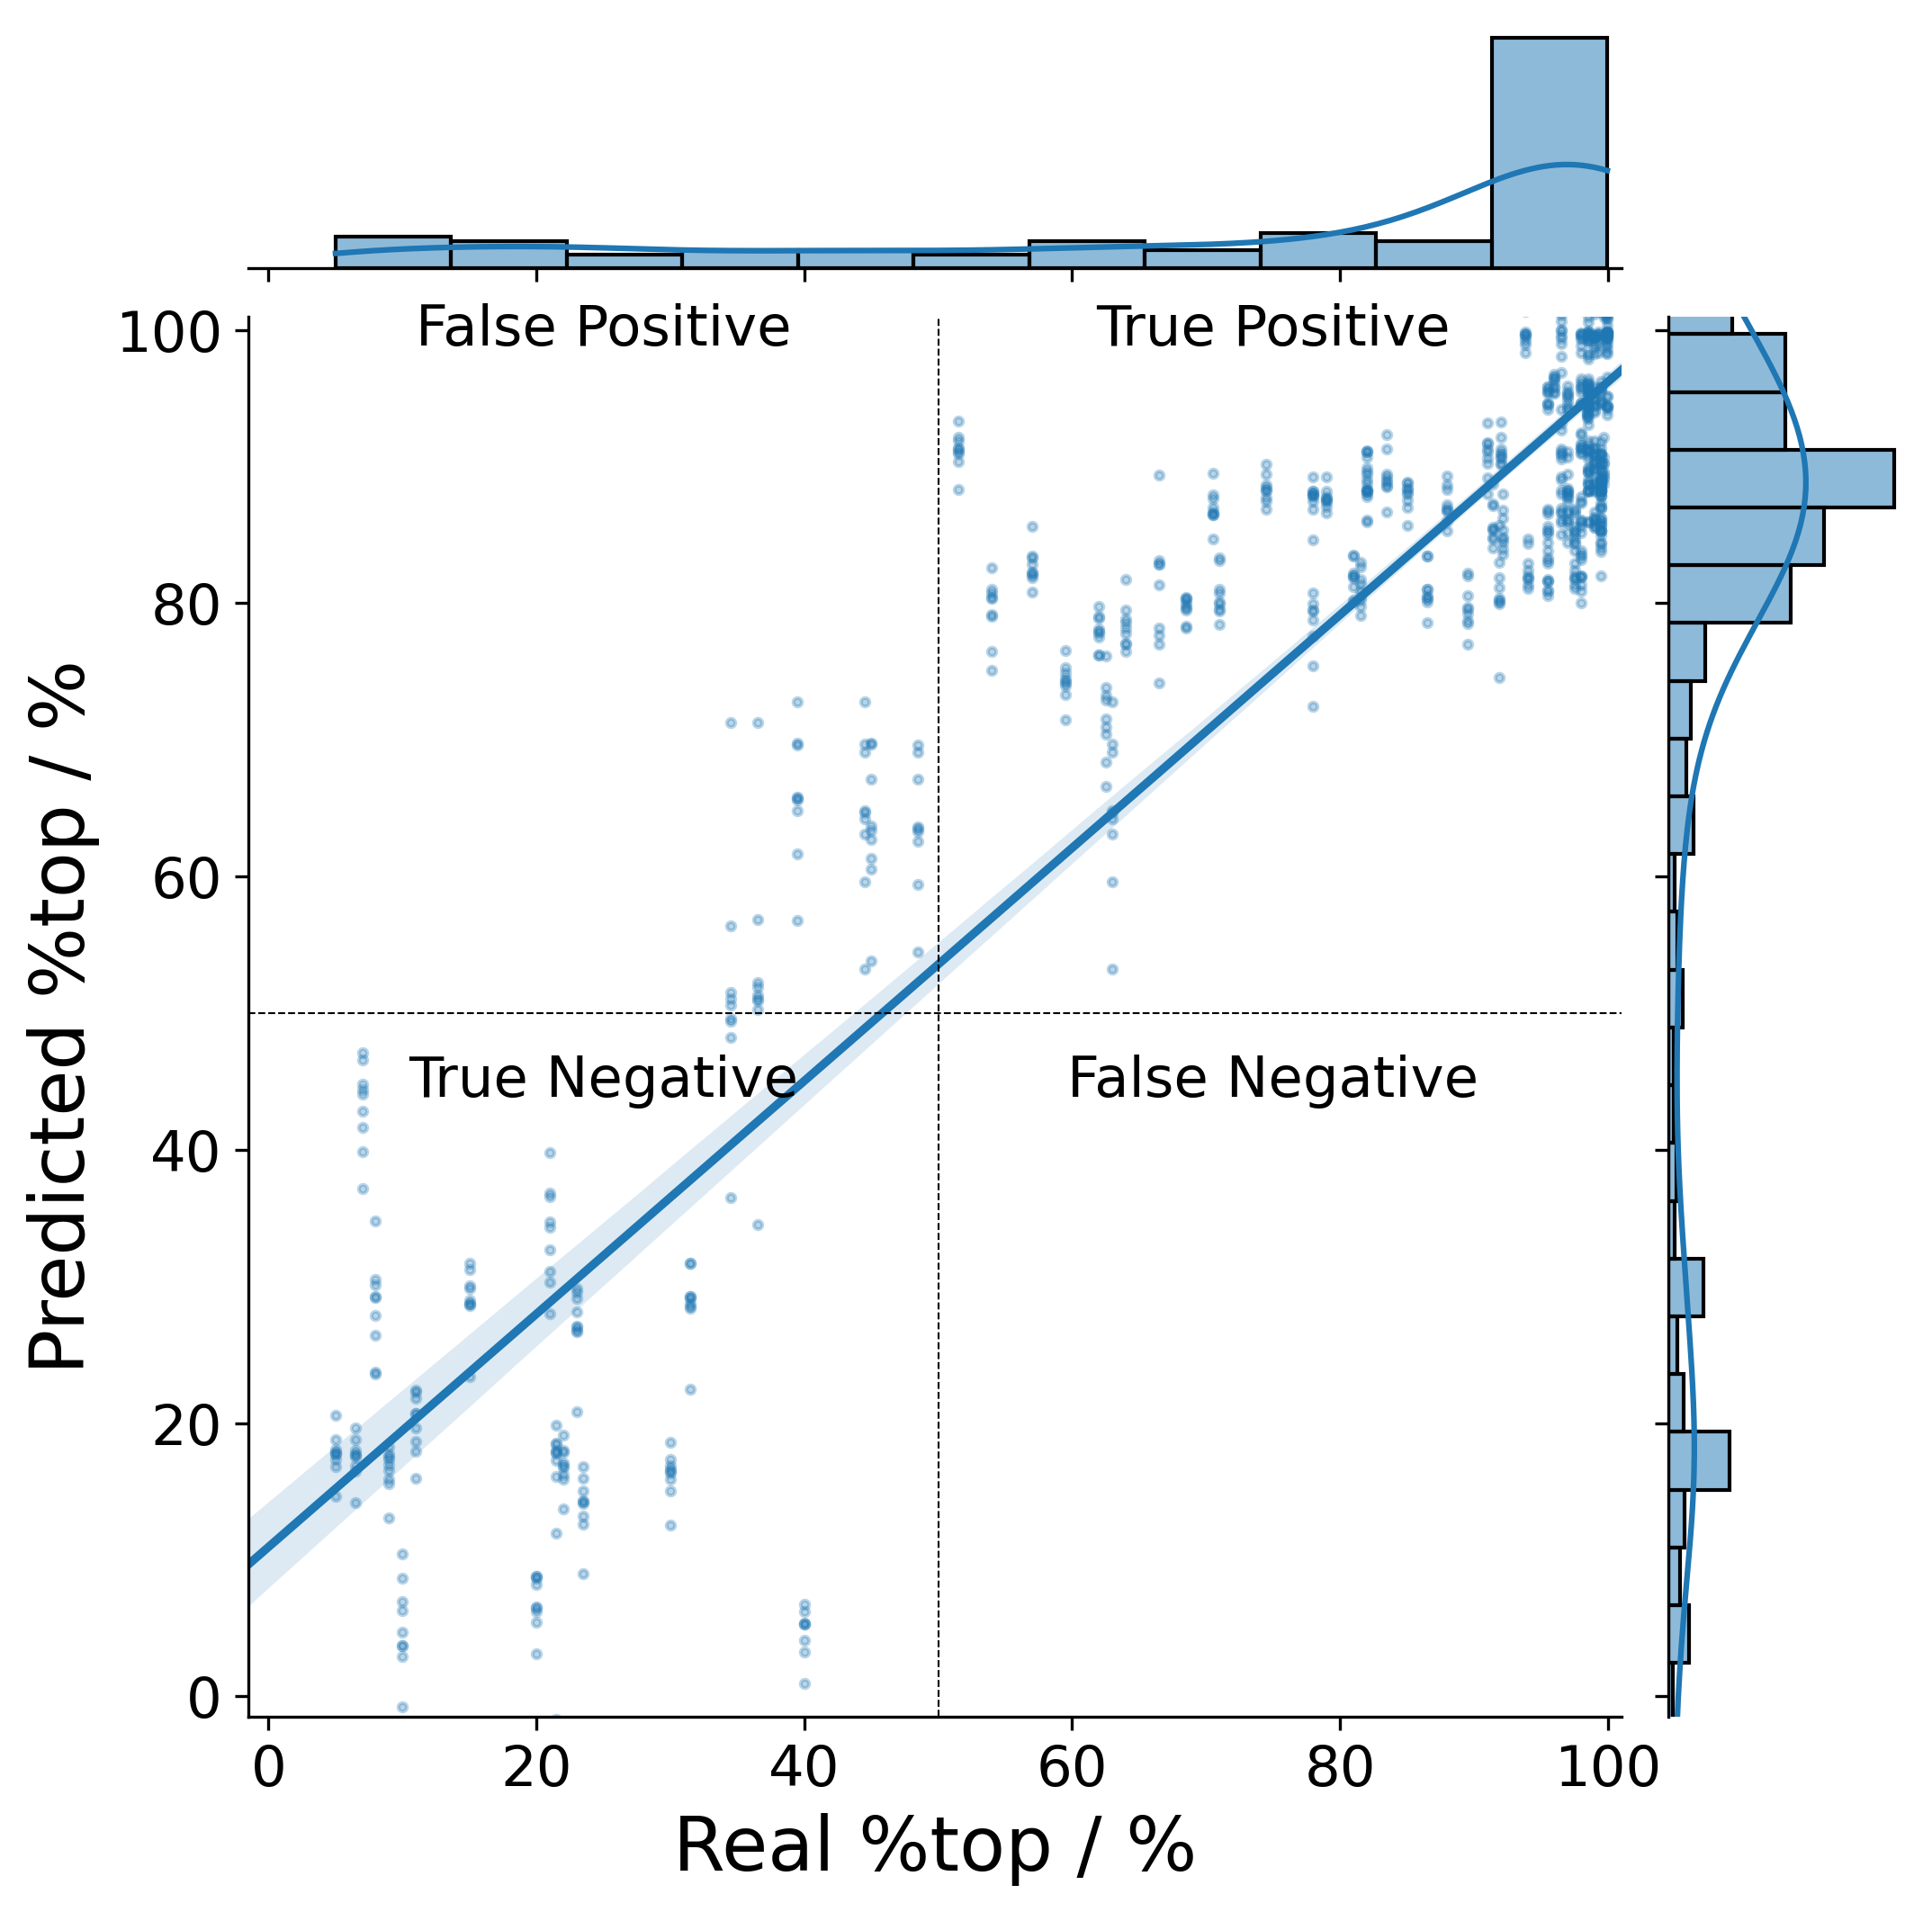 False Positive
True Positive
100
80
60
40
20
0
Predicted %top / %
True Negative
False Negative
0
20
40
60
80
100
Real %top / %